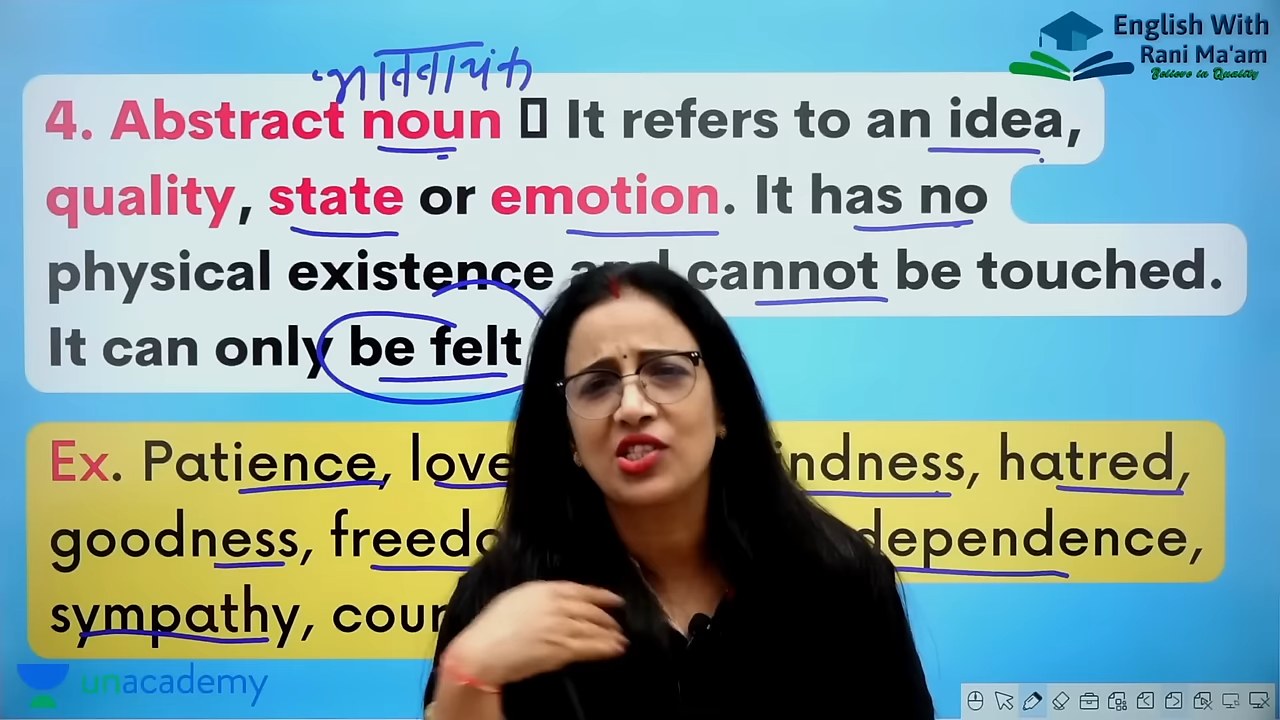 English With
Rani Ma'am
Believe in Quality
भाववाचक
4. Abstract noun ▯ It refers to an idea,
quality, state or emotion. It has no
physical existence and cannot be touched.
It can only be felt
Ex. Patience, love indness, hatred,
goodness, freedo dependence,
sympathy, cour
unacademy